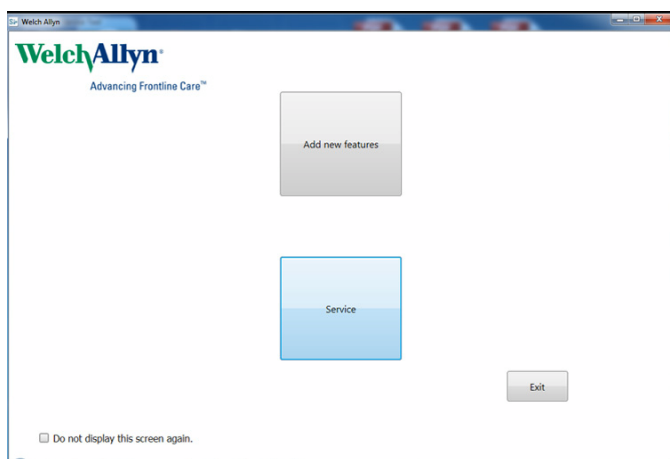 Welch Allyn
WelchAllyn®
Advancing Frontline Care™
Add new features
Service
Exit
Do not display this screen again.